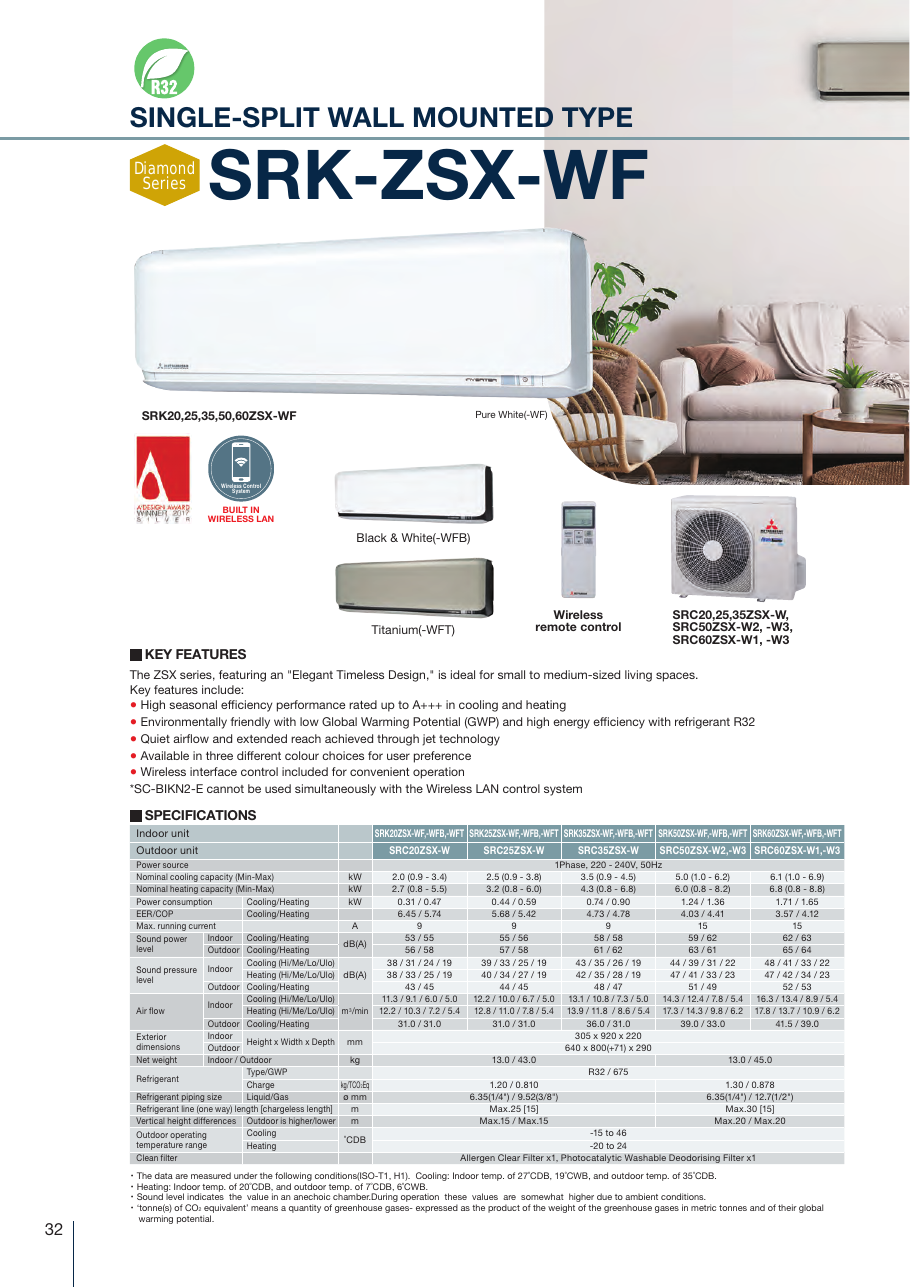 R32
SINGLE-SPLIT WALL MOUNTED TYPE
Diamond
Series
SRK-ZSX-WF
MITSUBISHI
INVERTER
SRK20,25,35,50,60ZSX-WF
Pure White(-WF)
A'DESIGN AWARD
WINNER 2017
SILVER
Wireless Control
System
BUILT IN
WIRELESS LAN
Black & White(-WFB)
Titanium(-WFT)
Wireless
remote control
SRC20,25,35ZSX-W,
SRC50ZSX-W2, -W3,
SRC60ZSX-W1, -W3
KEY FEATURES
The ZSX series, featuring an "Elegant Timeless Design," is ideal for small to medium-sized living spaces.
Key features include:
● High seasonal efficiency performance rated up to A+++ in cooling and heating
● Environmentally friendly with low Global Warming Potential (GWP) and high energy efficiency with refrigerant R32
● Quiet airflow and extended reach achieved through jet technology
● Available in three different colour choices for user preference
● Wireless interface control included for convenient operation
*SC-BIKN2-E cannot be used simultaneously with the Wireless LAN control system
SPECIFICATIONS
Indoor unit SRK20ZSX-WF,-WFB,-WFT SRK25ZSX-WF,-WFB,-WFT SRK35ZSX-WF,-WFB,-WFT SRK50ZSX-WF,-WFB,-WFT SRK60ZSX-WF,-WFB,-WFT
Outdoor unit SRC20ZSX-W SRC25ZSX-W SRC35ZSX-W SRC50ZSX-W2,-W3 SRC60ZSX-W1,-W3
Power source 1Phase, 220 - 240V, 50Hz
Nominal cooling capacity (Min-Max) kW 2.0 (0.9 - 3.4) 2.5 (0.9 - 3.8) 3.5 (0.9 - 4.5) 5.0 (1.0 - 6.2) 6.1 (1.0 - 6.9)
Nominal heating capacity (Min-Max) kW 2.7 (0.8 - 5.5) 3.2 (0.8 - 6.0) 4.3 (0.8 - 6.8) 6.0 (0.8 - 8.2) 6.8 (0.8 - 8.8)
Power consumption Cooling/Heating kW 0.31 / 0.47 0.44 / 0.59 0.74 / 0.90 1.24 / 1.36 1.71 / 1.65
EER/COP Cooling/Heating 6.45 / 5.74 5.68 / 5.42 4.73 / 4.78 4.03 / 4.41 3.57 / 4.12
Max. running current A 9 9 9 15 15
Sound power level Indoor Cooling/Heating dB(A) 53 / 55 55 / 56 58 / 58 59 / 62 62 / 63
Outdoor Cooling/Heating 56 / 58 57 / 58 61 / 62 63 / 61 65 / 64
Sound pressure level Indoor Cooling (Hi/Me/Lo/Ulo) dB(A) 38 / 31 / 24 / 19 39 / 33 / 25 / 19 43 / 35 / 26 / 19 44 / 39 / 31 / 22 48 / 41 / 33 / 22
Heating (Hi/Me/Lo/Ulo) 38 / 33 / 25 / 19 40 / 34 / 27 / 19 42 / 35 / 28 / 19 47 / 41 / 33 / 23 47 / 42 / 34 / 23
Outdoor Cooling/Heating 43 / 45 44 / 45 48 / 47 51 / 49 52 / 53
Air flow Indoor Cooling (Hi/Me/Lo/Ulo) m³/min 11.3 / 9.1 / 6.0 / 5.0 12.2 / 10.0 / 6.7 / 5.0 13.1 / 10.8 / 7.3 / 5.0 14.3 / 12.4 / 7.8 / 5.4 16.3 / 13.4 / 8.9 / 5.4
Heating (Hi/Me/Lo/Ulo) 12.2 / 10.3 / 7.2 / 5.4 12.8 / 11.0 / 7.8 / 5.4 13.9 / 11.8 / 8.6 / 5.4 17.3 / 14.3 / 9.8 / 6.2 17.8 / 13.7 / 10.9 / 6.2
Outdoor Cooling/Heating 31.0 / 31.0 31.0 / 31.0 36.0 / 31.0 39.0 / 33.0 41.5 / 39.0
Exterior dimensions Indoor Height x Width x Depth mm 305 x 920 x 220
Outdoor 640 x 800(+71) x 290
Net weight Indoor / Outdoor kg 13.0 / 43.0 13.0 / 45.0
Refrigerant Type/GWP R32 / 675
Charge kg/TCO₂Eq 1.20 / 0.810 1.30 / 0.878
Refrigerant piping size Liquid/Gas ø mm 6.35(1/4") / 9.52(3/8") 6.35(1/4") / 12.7(1/2")
Refrigerant line (one way) length [chargeless length] m Max.25 [15] Max.30 [15]
Vertical height differences Outdoor is higher/lower m Max.15 / Max.15 Max.20 / Max.20
Outdoor operating temperature range Cooling ˚CDB -15 to 46
Heating -20 to 24
Clean filter Allergen Clear Filter x1, Photocatalytic Washable Deodorising Filter x1
・The data are measured under the following conditions(ISO-T1, H1). Cooling: Indoor temp. of 27˚CDB, 19˚CWB, and outdoor temp. of 35˚CDB.
・Heating: Indoor temp. of 20˚CDB, and outdoor temp. of 7˚CDB, 6˚CWB.
・Sound level indicates the value in an anechoic chamber.During operation these values are somewhat higher due to ambient conditions.
・'tonne(s) of CO₂ equivalent' means a quantity of greenhouse gases- expressed as the product of the weight of the greenhouse gases in metric tonnes and of their global
warming potential.
32